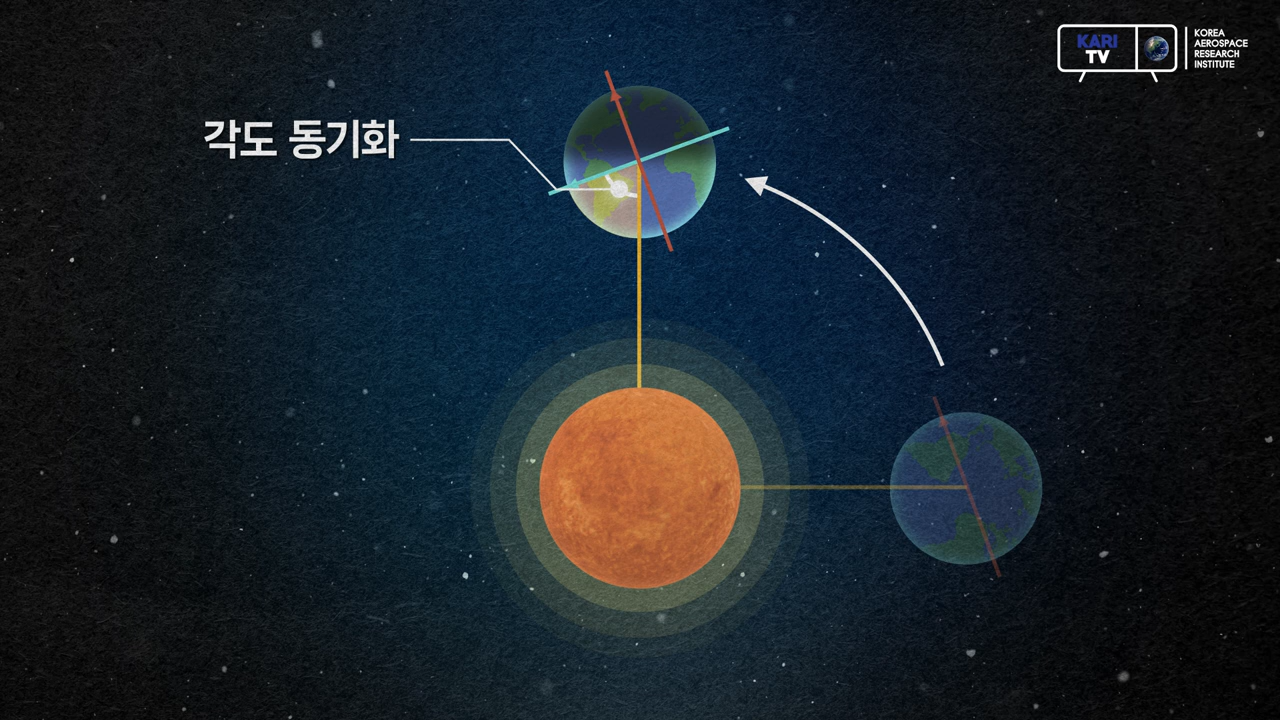 각도 동기화
KARI
TV
KOREA
AEROSPACE
RESEARCH
INSTITUTE